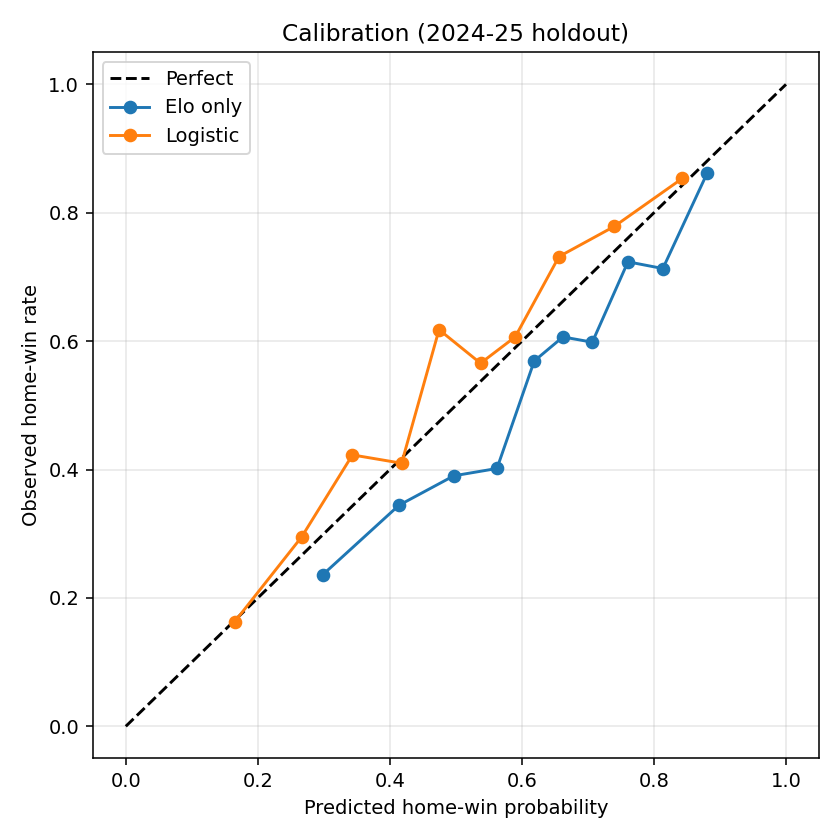 Calibration (2024-25 holdout)
Perfect
Elo only
Logistic
Observed home-win rate
1.0
0.8
0.6
0.4
0.2
0.0
0.0 0.2 0.4 0.6 0.8 1.0
Predicted home-win probability